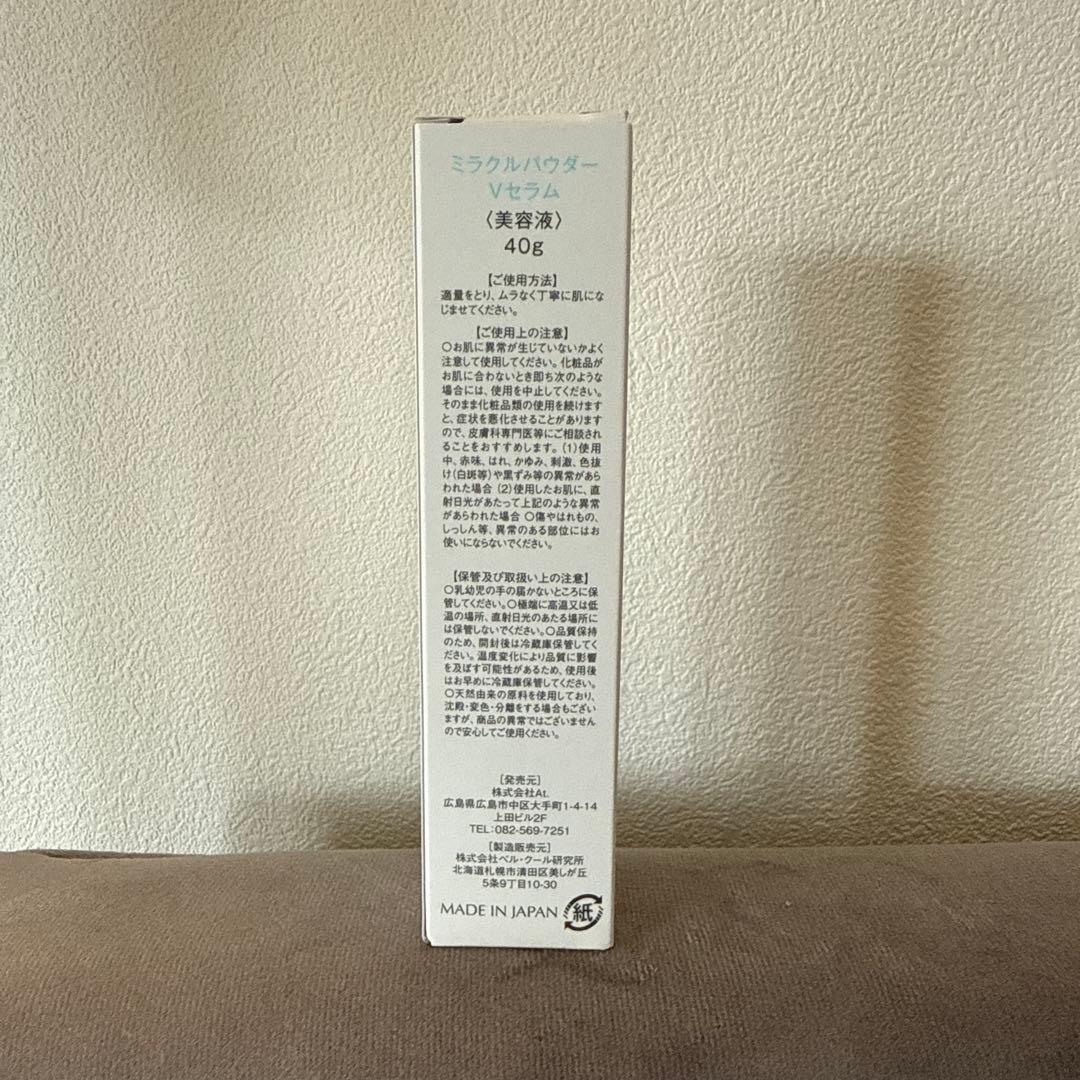 ミラクルパウダー
Vセラム
〈美容液〉
40g
【ご使用方法】
適量をとり、ムラなく丁寧に肌にな
じませてください。
【ご使用上の注意】
〇お肌に異常が生じていないかよく
注意して使用してください。化粧品が
お肌に合わないとき即ち次のような
場合には、使用を中止してください。
そのまま化粧品類の使用を続けます
と、症状を悪化させることがあります
ので、皮膚科専門医等にご相談され
ることをおすすめします。(1)使用
中、赤味、はれ、かゆみ、刺激、色抜
け(白斑等)や黒ずみ等の異常があら
われた場合 (2)使用したお肌に、直
射日光があたって上記のような異常
があらわれた場合 〇傷やはれもの、
しっしん等、異常のある部位にはお
使いにならないでください。
【保管及び取扱い上の注意】
〇乳幼児の手の届かないところに保
管してください。〇極端に高温又は低
温の場所、直射日光のあたる場所に
は保管しないでください。〇品質保持
のため、開封後は冷蔵庫保管してく
ださい。温度変化により品質に影響
を及ぼす可能性があるため、使用後
はお早めに冷蔵庫保管してください。
〇天然由来の原料を使用しており、
沈殿・変色・分離をする場合もござい
ますが、商品の異常ではございません
ので安心してご使用ください。
［発売元］
株式会社At.
広島県広島市中区大手町1-4-14
上田ビル2F
TEL:082-569-7251
［製造販売元］
株式会社ベル・クール研究所
北海道札幌市清田区美しが丘
5条9丁目10-30
MADE IN JAPAN 紙